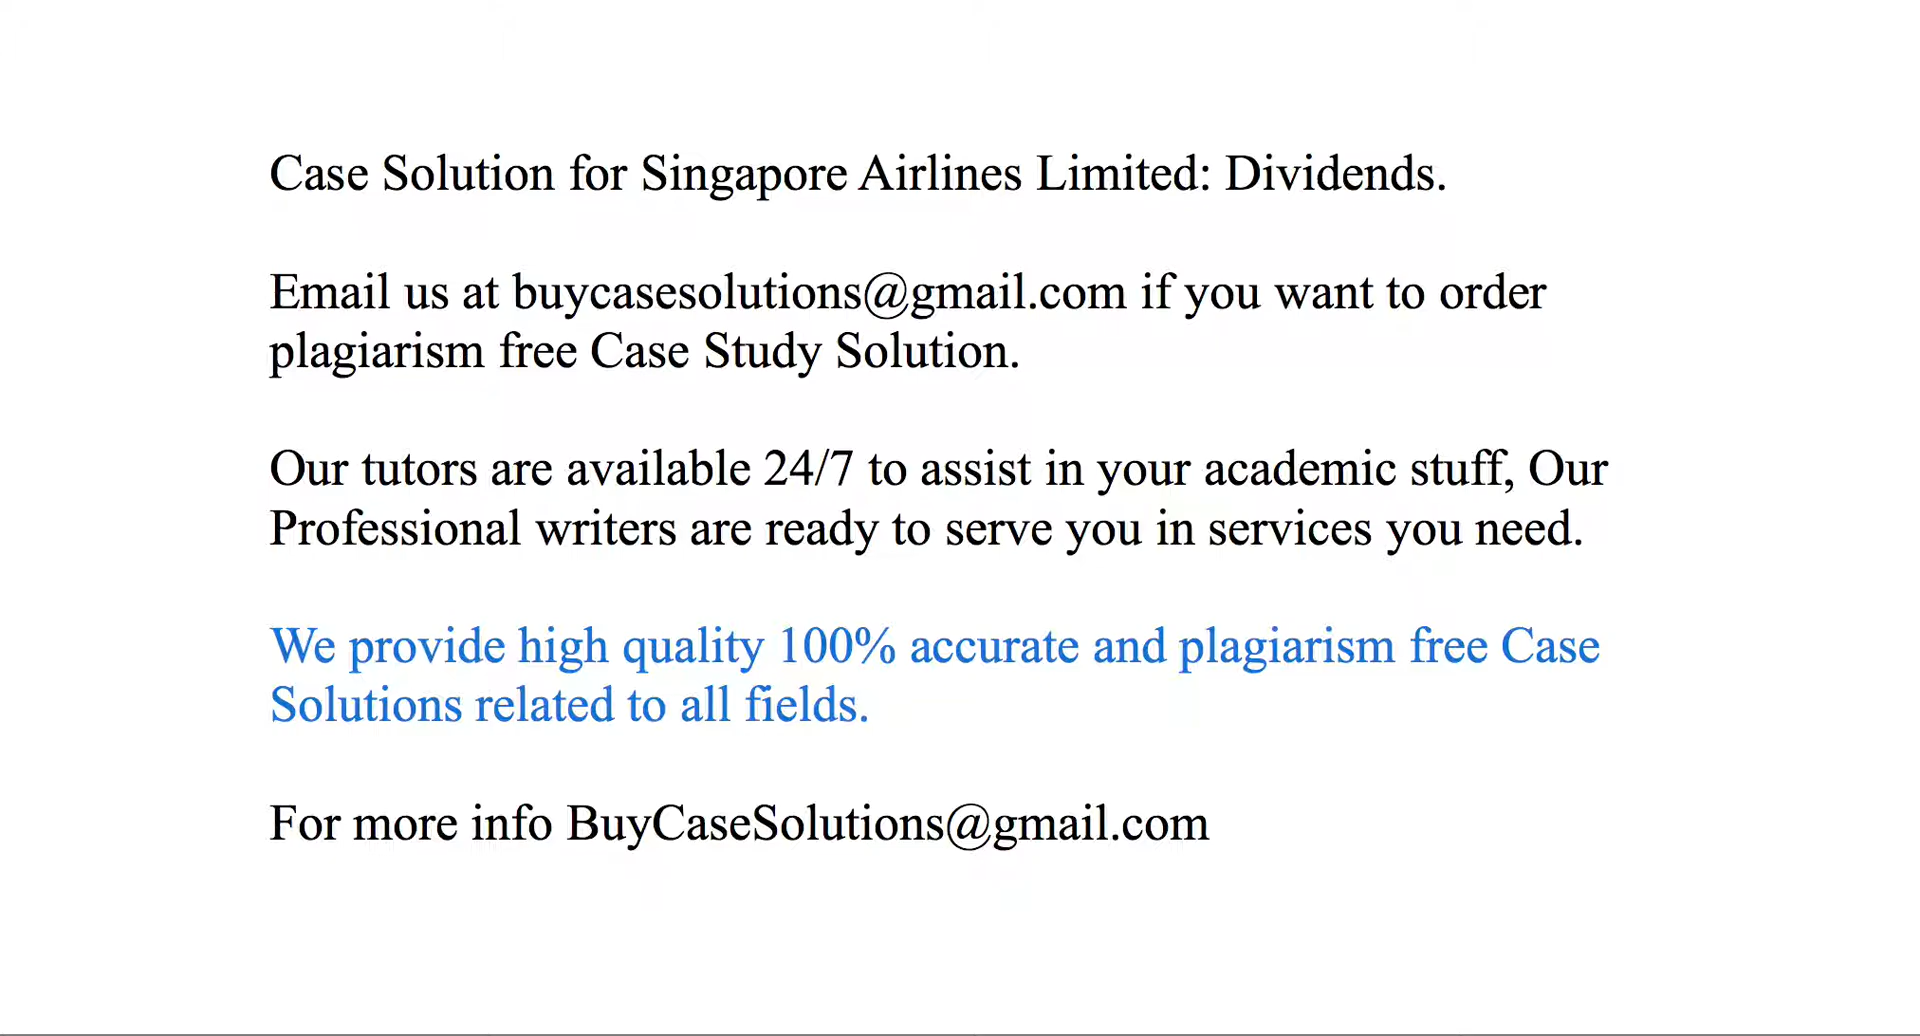 Case Solution for Singapore Airlines Limited: Dividends.
Email us at buycasesolutions@gmail.com if you want to order
plagiarism free Case Study Solution.
Our tutors are available 24/7 to assist in your academic stuff, Our
Professional writers are ready to serve you in services you need.
We provide high quality 100% accurate and plagiarism free Case
Solutions related to all fields.
For more info BuyCaseSolutions@gmail.com